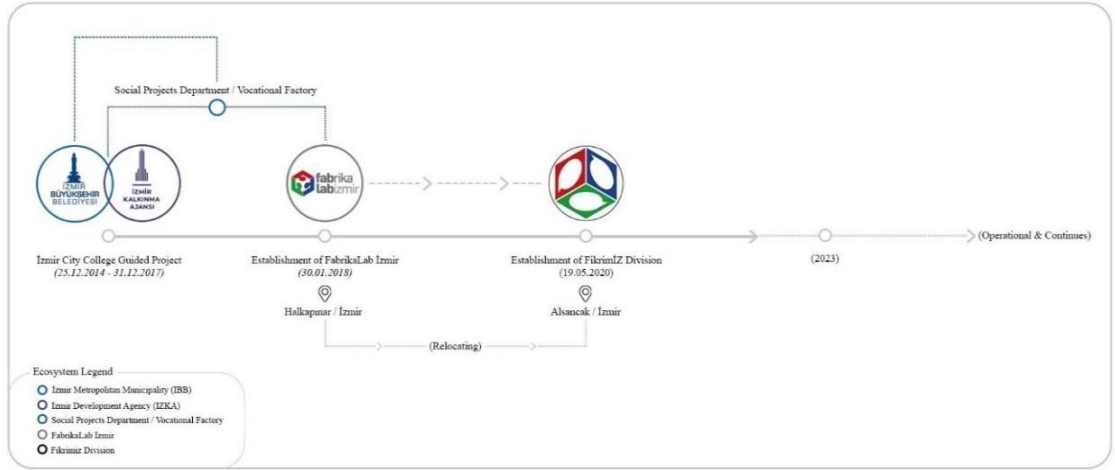 Social Projects Department / Vocational Factory
İZMİR
BÜYÜKŞEHİR
BELEDİYESİ
İZMİR
KALKINMA
AJANSI
fabrika
labizmir
(Operational & Continues)
İzmir City College Guided Project
(25.12.2014 - 31.12.2017)
Establishment of FabrikaLab İzmir
(30.01.2018)
Establishment of FikrimİZ Division
(19.05.2020)
(2023)
Halkapınar / İzmir
Alsancak / İzmir
(Relocating)
Ecosystem Legend
İzmir Metropolitan Municipality (IBB)
İzmir Development Agency (IZKA)
Social Projects Department / Vocational Factory
FabrikaLab İzmir
Fikrimiz Division